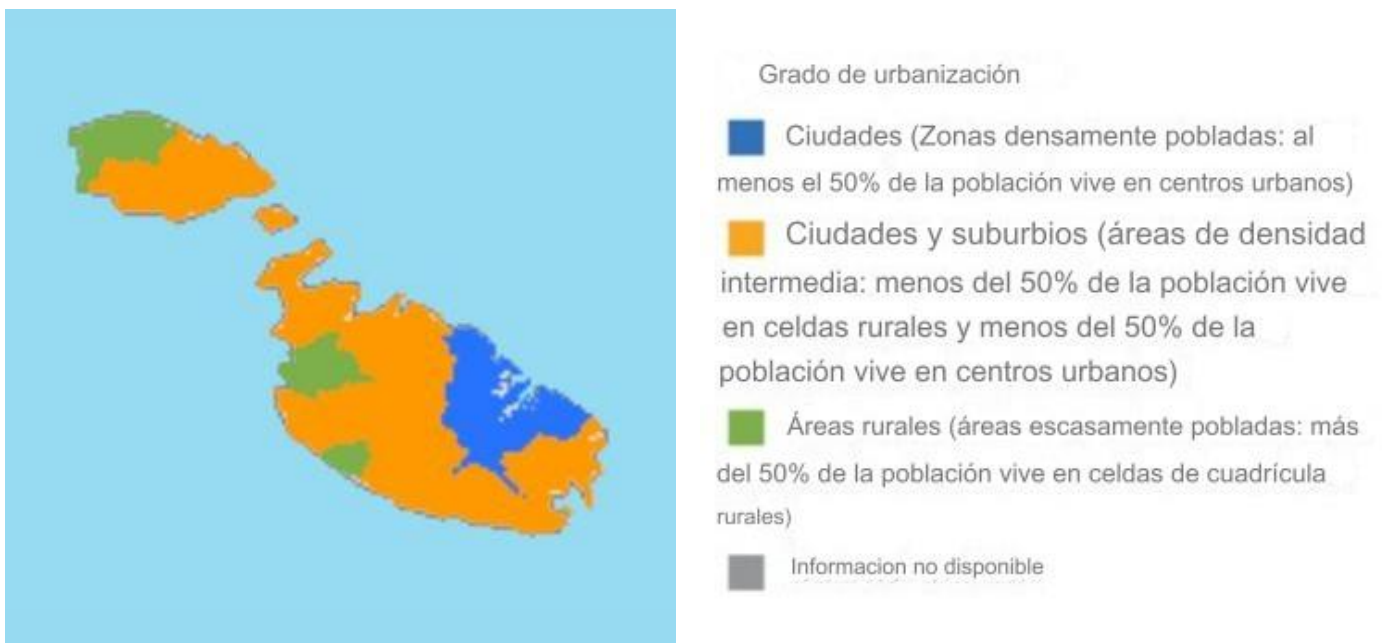 Grado de urbanización
Ciudades (Zonas densamente pobladas: al
menos el 50% de la población vive en centros urbanos)
Ciudades y suburbios (áreas de densidad
intermedia: menos del 50% de la población vive
en celdas rurales y menos del 50% de la
población vive en centros urbanos)
Áreas rurales (áreas escasamente pobladas: más
del 50% de la población vive en celdas de cuadrícula
rurales)
Informacion no disponible